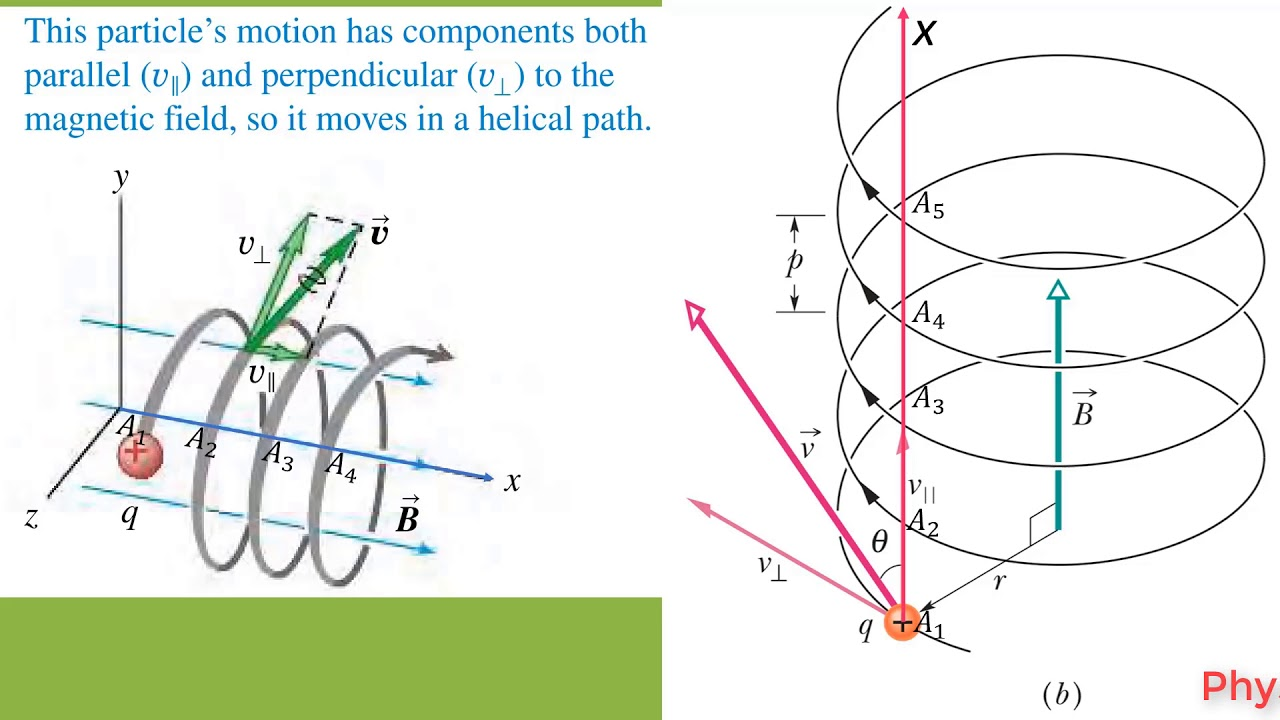 This particle's motion has components both
parallel (v∥) and perpendicular (v⊥) to the
magnetic field, so it moves in a helical path.
y
v⊥
v⃗
v∥
A₁
A₂
A₃
A₄
+
x
z
q
B⃗
X
A₅
p
A₄
A₃
B⃗
v⃗
v∥
A₂
θ
v⊥
r
q
+
A₁
(b)
Phy